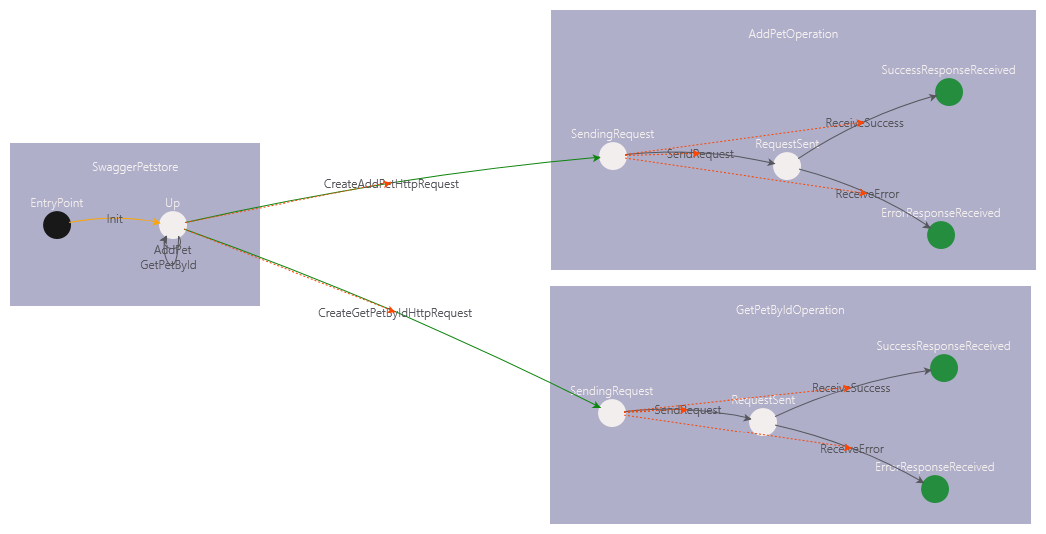 SwaggerPetstore
EntryPoint
Up
Init
AddPet
GetPetById
CreateAddPetHttpRequest
CreateGetPetByIdHttpRequest
AddPetOperation
SuccessResponseReceived
ReceiveSuccess
SendingRequest
RequestSent
SendRequest
ReceiveError
ErrorResponseReceived
GetPetByIdOperation
SuccessResponseReceived
ReceiveSuccess
SendingRequest
RequestSent
SendRequest
ReceiveError
ErrorResponseReceived